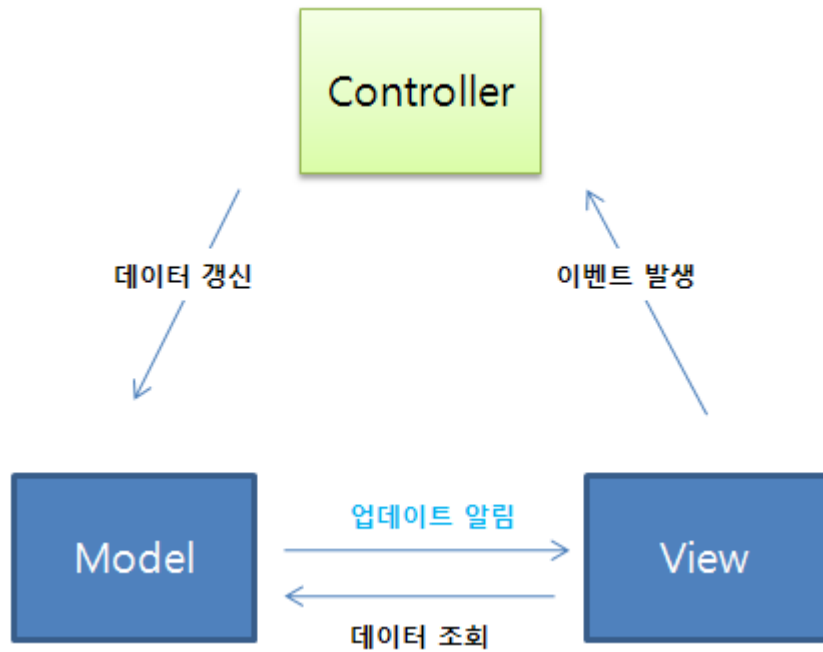 Controller
데이터 갱신
이벤트 발생
업데이트 알림
Model
View
데이터 조회